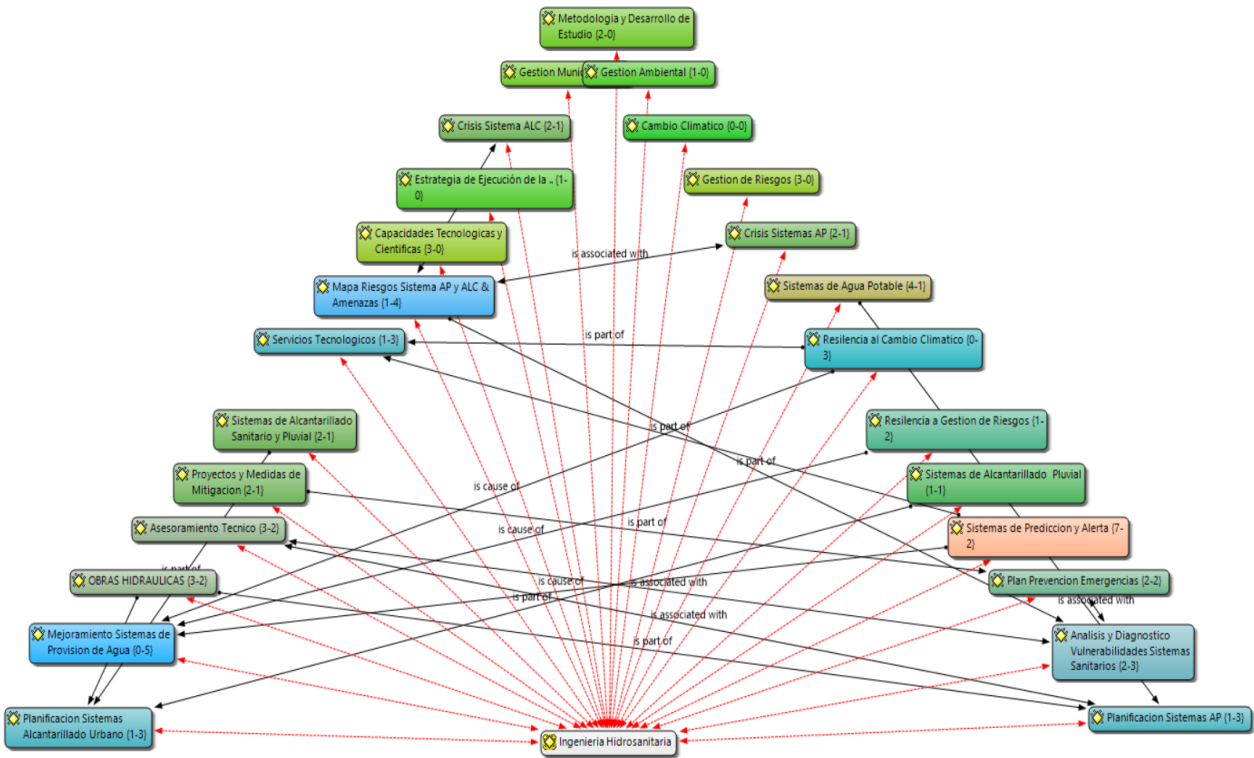 Metodologia y Desarrollo de
Estudio {2-0}
Gestion Munic
Gestion Ambiental {1-0}
Crisis Sistema ALC {2-1}
Cambio Climatico {0-0}
Estrategia de Ejecución de la .. {1-
0}
Gestion de Riesgos {3-0}
Capacidades Tecnologicas y
Cientificas {3-0}
Crisis Sistemas AP {2-1}
is associated with
Mapa Riesgos Sistema AP y ALC &
Amenazas {1-4}
Sistemas de Agua Potable {4-1}
Servicios Tecnologicos {1-3}
is part of
Resilencia al Cambio Climatico {0-
3}
Sistemas de Alcantarillado
Sanitario y Pluvial {2-1}
Resilencia a Gestion de Riesgos {1-
2}
is part of
Proyectos y Medidas de
Mitigacion {2-1}
is part of
Sistemas de Alcantarillado Pluvial
{1-1}
is cause of
Asesoramiento Tecnico {3-2}
is cause of
is part of
Sistemas de Prediccion y Alerta {7-
2}
is part of
OBRAS HIDRAULICAS {3-2}
is cause of
is associated with
Plan Prevencion Emergencias {2-2}
is part of
is associated with
is associated with
Mejoramiento Sistemas de
Provision de Agua {0-5}
is part of
Analisis y Diagnostico
Vulnerabilidades Sistemas
Sanitarios {2-3}
Planificacion Sistemas
Alcantarillado Urbano {1-3}
Ingenieria Hidrosanitaria
Planificacion Sistemas AP {1-3}